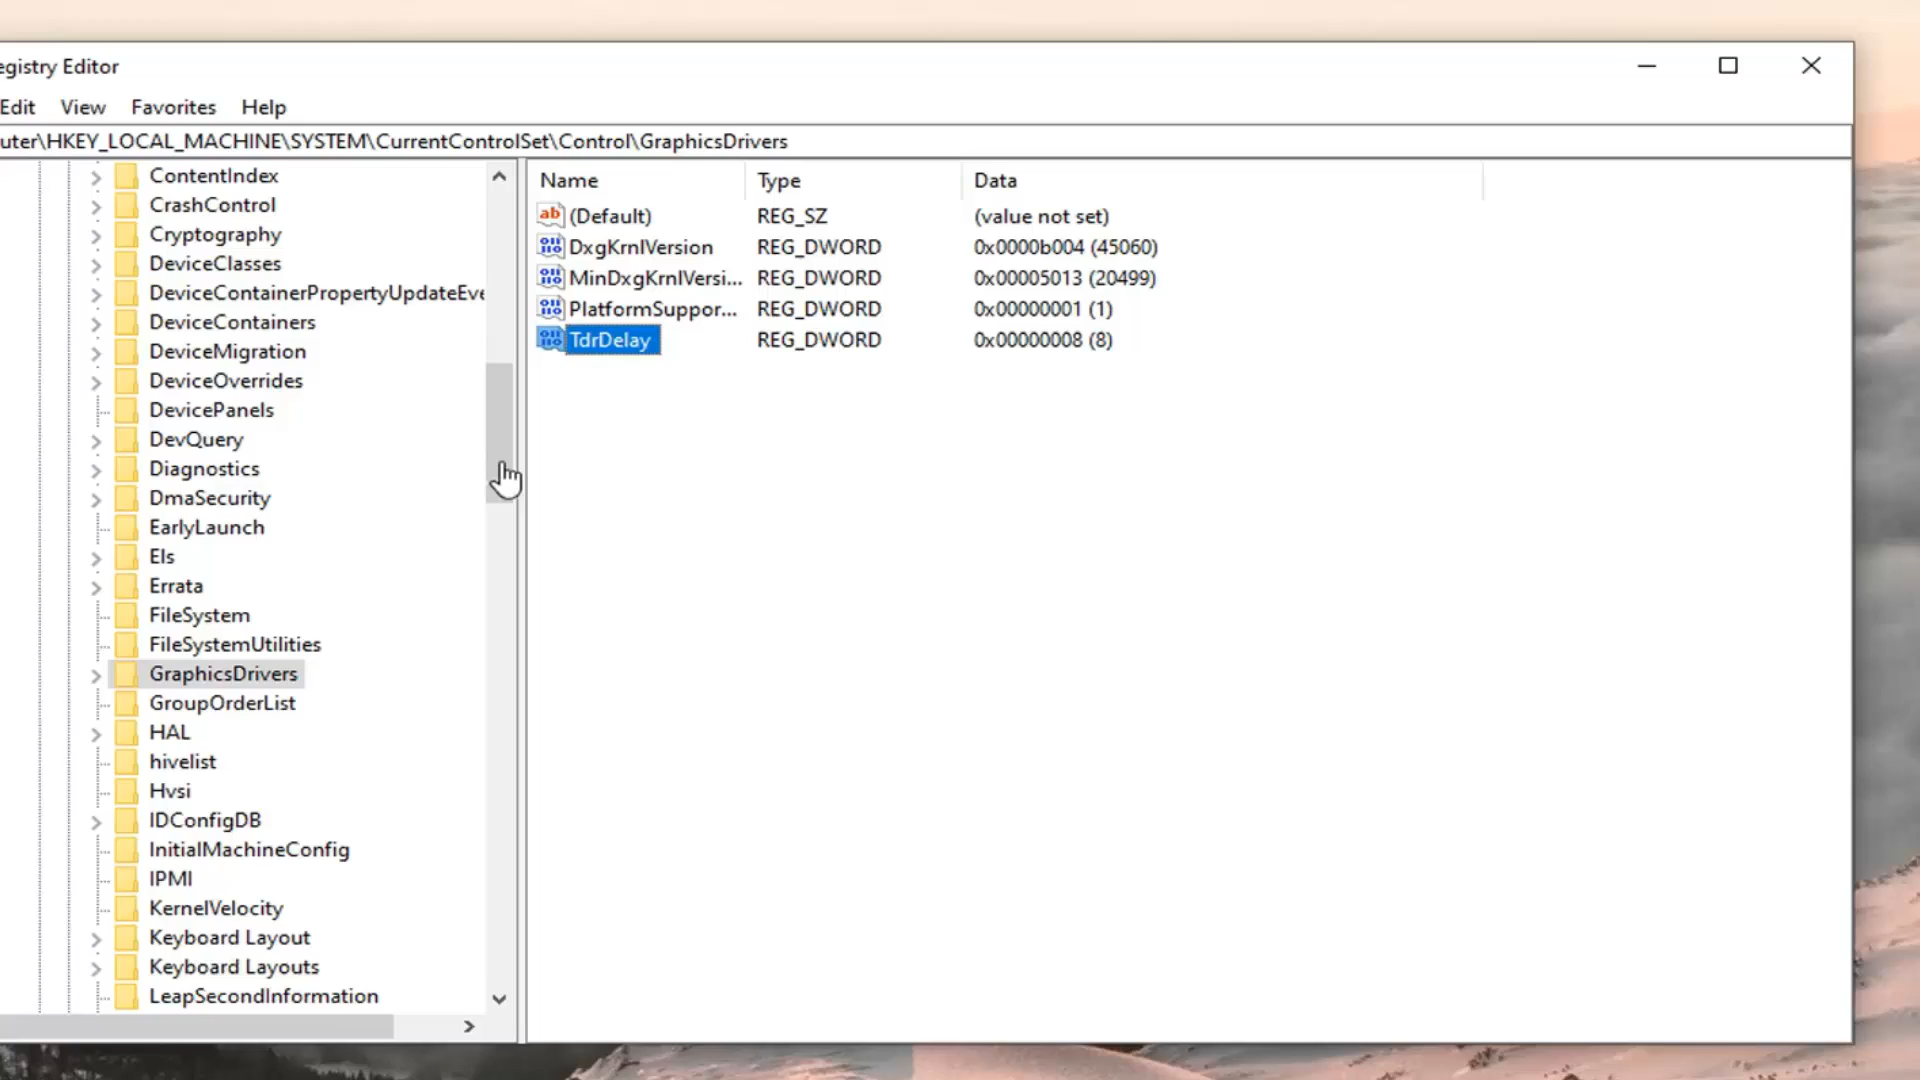 egistry Editor
Edit View Favorites Help
uter\HKEY_LOCAL_MACHINE\SYSTEM\CurrentControlSet\Control\GraphicsDrivers
ContentIndex
CrashControl
Cryptography
DeviceClasses
DeviceContainerPropertyUpdateEve
DeviceContainers
DeviceMigration
DeviceOverrides
DevicePanels
DevQuery
Diagnostics
DmaSecurity
EarlyLaunch
Els
Errata
FileSystem
FileSystemUtilities
GraphicsDrivers
GroupOrderList
HAL
hivelist
Hvsi
IDConfigDB
InitialMachineConfig
IPMI
KernelVelocity
Keyboard Layout
Keyboard Layouts
LeapSecondInformation
Name Type Data
(Default) REG_SZ (value not set)
DxgKrnlVersion REG_DWORD 0x0000b004 (45060)
MinDxgKrnlVersi... REG_DWORD 0x00005013 (20499)
PlatformSuppor... REG_DWORD 0x00000001 (1)
TdrDelay REG_DWORD 0x00000008 (8)